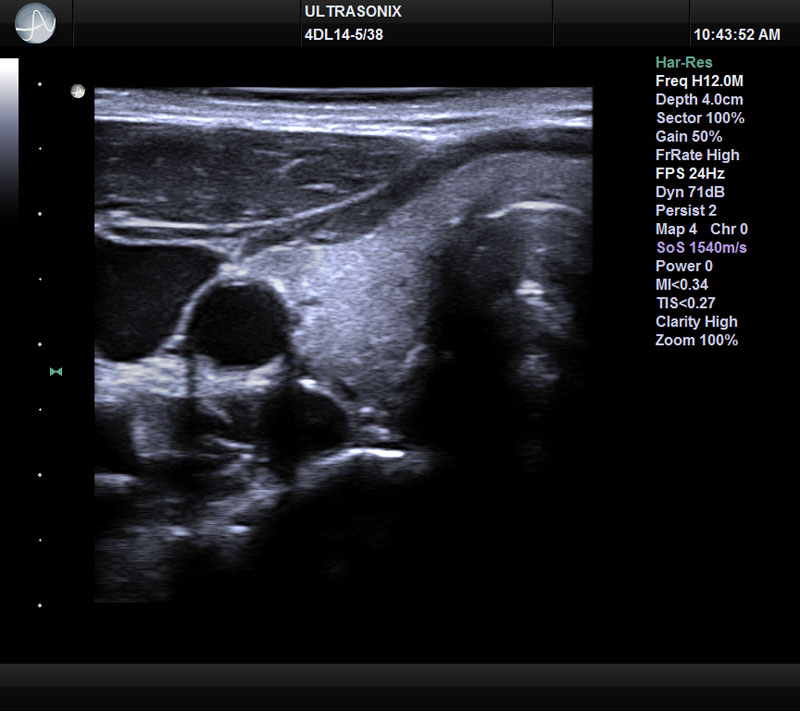 ULTRASONIX
4DL14-5/38
10:43:52 AM
Har-Res
Freq H12.0M
Depth 4.0cm
Sector 100%
Gain 50%
FrRate High
FPS 24Hz
Dyn 71dB
Persist 2
Map 4 Chr 0
SoS 1540m/s
Power 0
MI<0.34
TIS<0.27
Clarity High
Zoom 100%